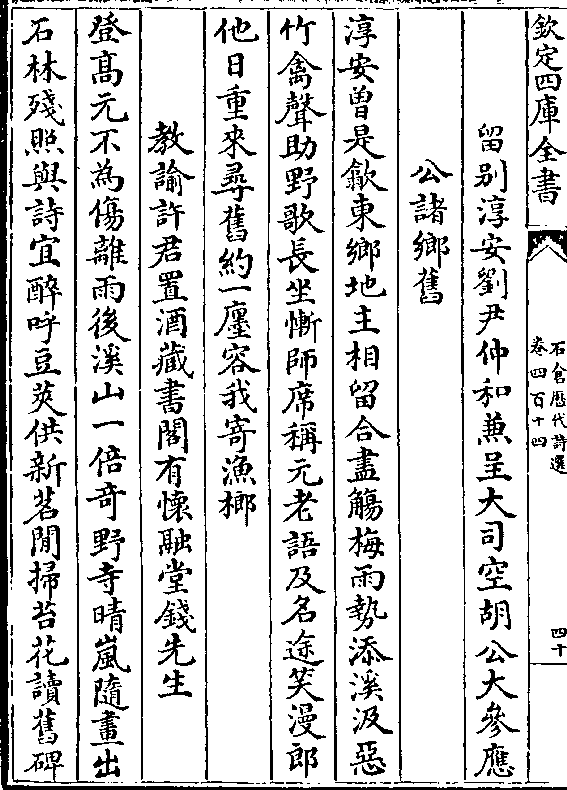 欽定四庫全書
石倉歷代詩選
卷四百十四
四十
留别淳安劉尹仲和兼呈大司空胡公大參應
公諸鄉舊
淳安曽是歙東鄉地主相留合盡觴梅雨勢添溪汲惡
竹禽聲助野歌長坐慚師席稱元老語及名途笑漫郎
他日重來尋舊約一廛容我寄漁榔
教諭許君置酒藏書閣有懷融堂錢先生
登髙元不為傷離雨後溪山一倍竒野寺晴嵐隨畫出
石林殘照與詩宜醉呼豆莢供新茗閒掃苔花讀舊碑